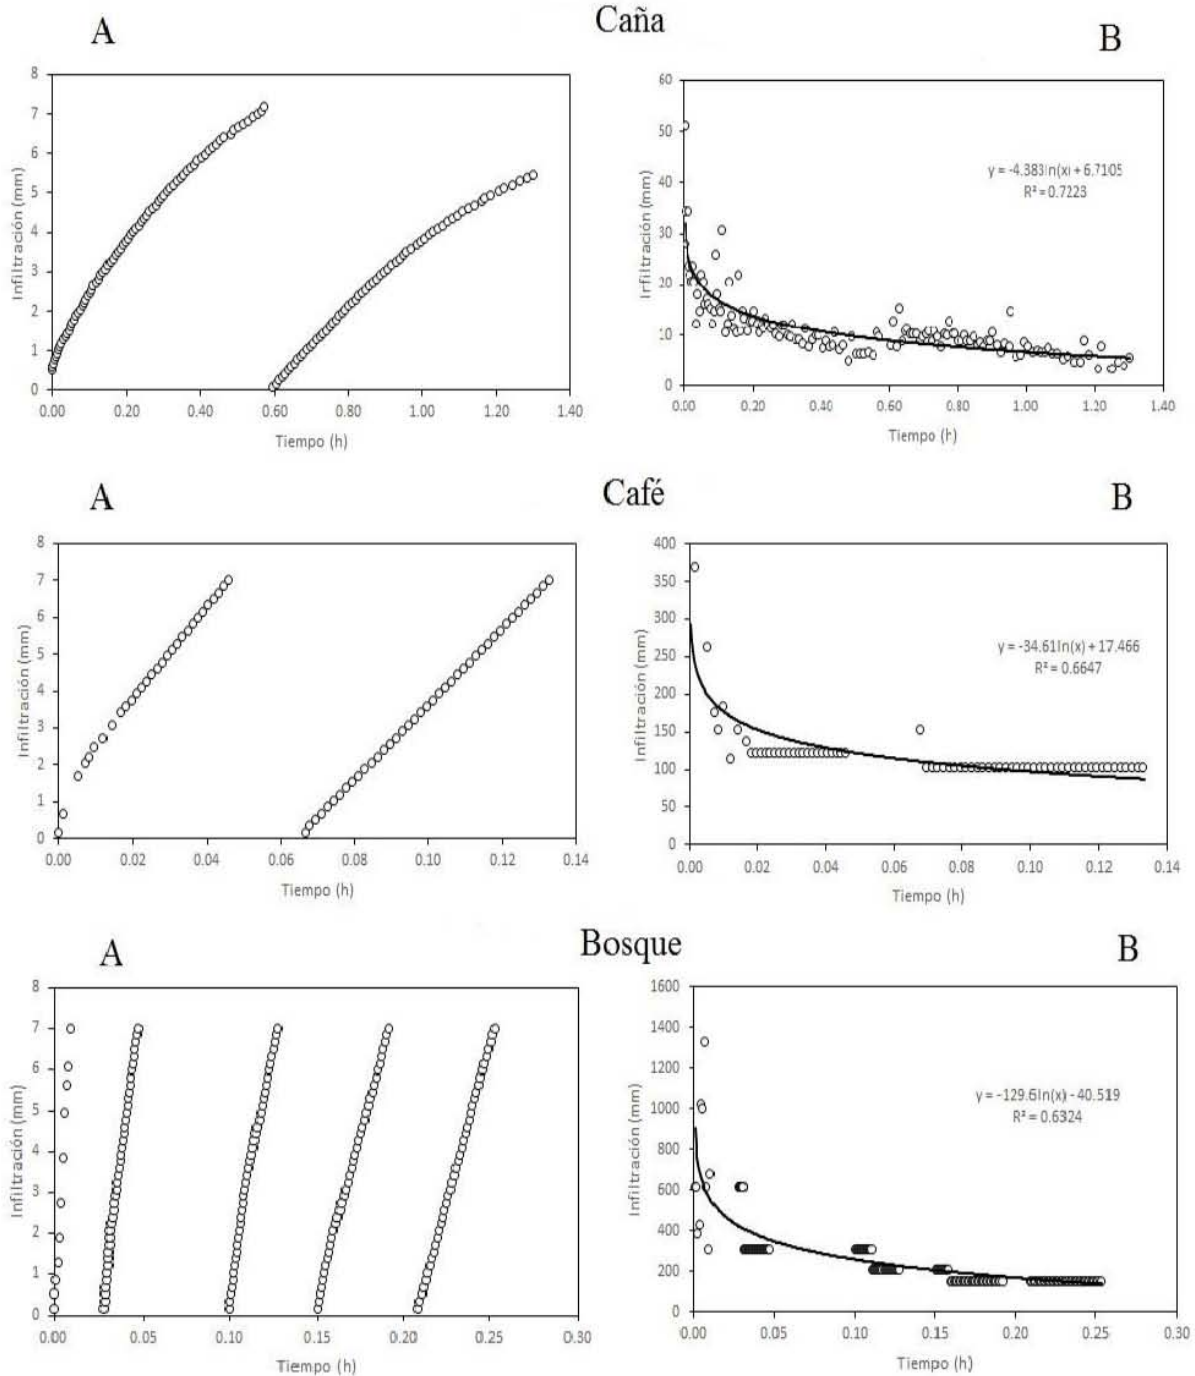 Caña
A
B
8
7
6
5
4
3
2
1
0
Infiltración (mm)
0.00 0.20 0.40 0.60 0.80 1.00 1.20 1.40
Tiempo (h)
60
50
40
30
20
10
0
Irfiltración (mm)
y = -4.383ln(x) + 6.7105
R² = 0.7223
0.00 0.20 0.40 0.60 0.80 1.00 1.20 1.40
Tiempo (h)
Café
A
B
8
7
6
5
4
3
2
1
0
Infiltración (mm)
0.00 0.02 0.04 0.06 0.08 0.10 0.12 0.14
Tiempo (h)
400
350
300
250
200
150
100
50
0
Infiltración (mm)
y = -34.61ln(x) + 17.466
R² = 0.6647
0.00 0.02 0.04 0.06 0.08 0.10 0.12 0.14
Tiempo (h)
Bosque
A
B
8
7
6
5
4
3
2
1
0
Infiltración (mm)
0.00 0.05 0.10 0.15 0.20 0.25 0.30
Tiempo (h)
1600
1400
1200
1000
800
600
400
200
0
Infiltración (mm)
y = -129.6ln(x) - 40.519
R² = 0.6324
0.00 0.05 0.10 0.15 0.20 0.25 0.30
Tiempo (h)